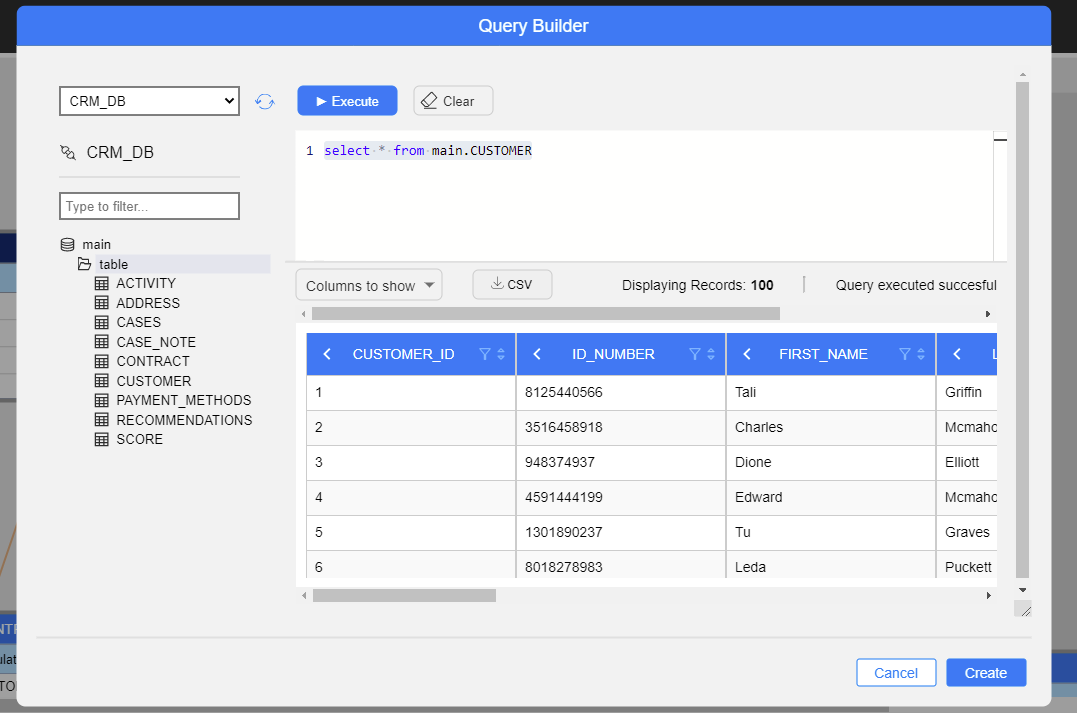 Query Builder
CRM_DB
Execute
Clear
CRM_DB
1 select * from main.CUSTOMER
Type to filter...
main
table
ACTIVITY
ADDRESS
CASES
CASE_NOTE
CONTRACT
CUSTOMER
PAYMENT_METHODS
RECOMMENDATIONS
SCORE
Columns to show CSV Displaying Records: 100 Query executed succesful
CUSTOMER_ID ID_NUMBER FIRST_NAME
1 8125440566 Tali Griffin
2 3516458918 Charles Mcmaho
3 948374937 Dione Elliott
4 4591444199 Edward Mcmaho
5 1301890237 Tu Graves
6 8018278983 Leda Puckett
Cancel Create